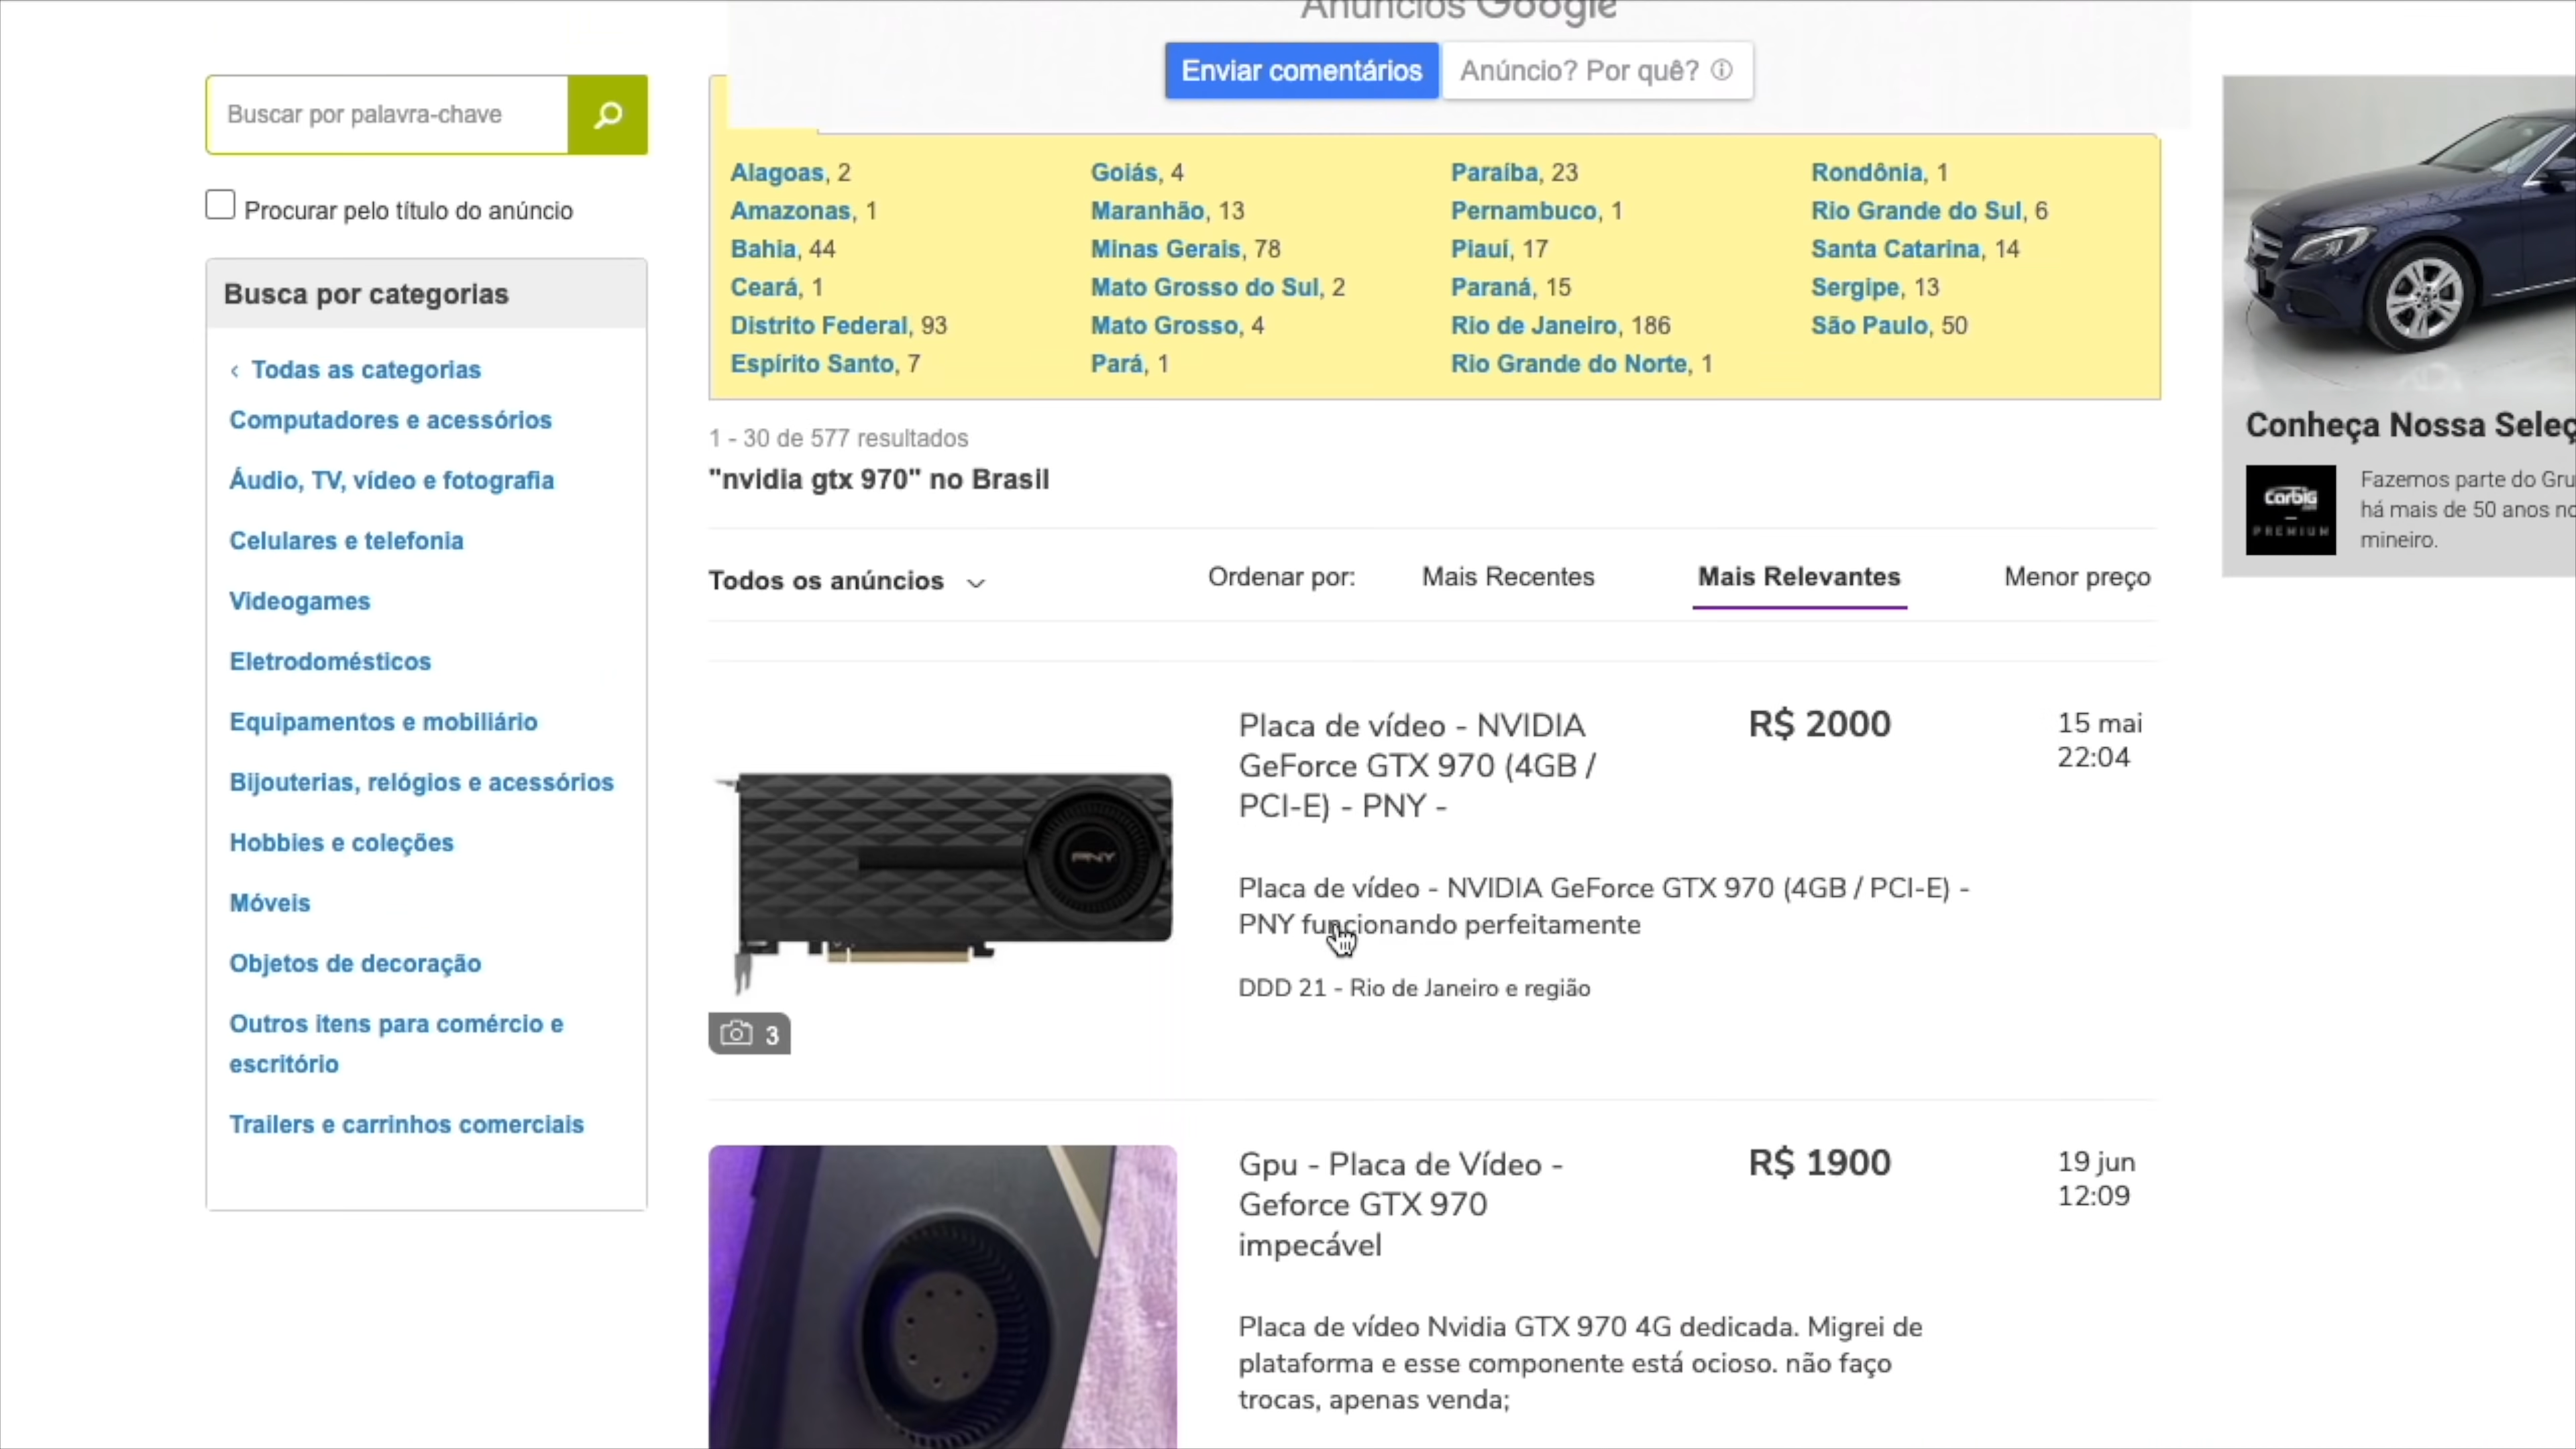 Anúncios Google
Enviar comentários
Anúncio? Por quê?
Buscar por palavra-chave
Procurar pelo título do anúncio
Busca por categorias
‹ Todas as categorias
Computadores e acessórios
Áudio, TV, vídeo e fotografia
Celulares e telefonia
Videogames
Eletrodomésticos
Equipamentos e mobiliário
Bijouterias, relógios e acessórios
Hobbies e coleções
Móveis
Objetos de decoração
Outros itens para comércio e
escritório
Trailers e carrinhos comerciais
Alagoas, 2
Amazonas, 1
Bahia, 44
Ceará, 1
Distrito Federal, 93
Espírito Santo, 7
Goiás, 4
Maranhão, 13
Minas Gerais, 78
Mato Grosso do Sul, 2
Mato Grosso, 4
Pará, 1
Paraíba, 23
Pernambuco, 1
Piauí, 17
Paraná, 15
Rio de Janeiro, 186
Rio Grande do Norte, 1
Rondônia, 1
Rio Grande do Sul, 6
Santa Catarina, 14
Sergipe, 13
São Paulo, 50
1 - 30 de 577 resultados
"nvidia gtx 970" no Brasil
Todos os anúncios
Ordenar por: Mais Recentes Mais Relevantes Menor preço
Placa de vídeo - NVIDIA
GeForce GTX 970 (4GB /
PCI-E) - PNY -
R$ 2000
15 mai
22:04
Placa de vídeo - NVIDIA GeForce GTX 970 (4GB / PCI-E) -
PNY funcionando perfeitamente
DDD 21 - Rio de Janeiro e região
PNY
3
Gpu - Placa de Vídeo -
Geforce GTX 970
impecável
R$ 1900
19 jun
12:09
Placa de vídeo Nvidia GTX 970 4G dedicada. Migrei de
plataforma e esse componente está ocioso. não faço
trocas, apenas venda;
Conheça Nossa Seleç
Carbig
PREMIUM
Fazemos parte do Gru
há mais de 50 anos no
mineiro.